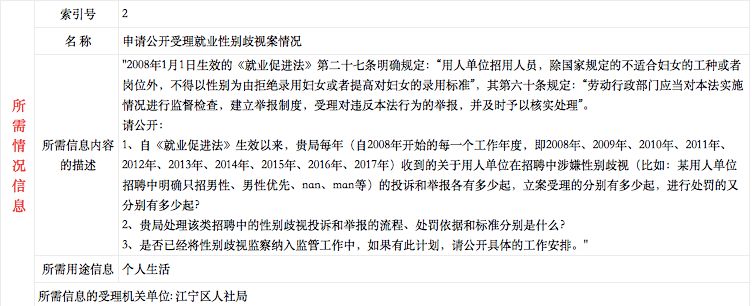 索引号 2
名 称 申请公开受理就业性别歧视案情况
所需情况信息
所需信息内容的描述
"2008年1月1日生效的《就业促进法》第二十七条明确规定：“用人单位招用人员，除国家规定的不适合妇女的工种或者
岗位外，不得以性别为由拒绝录用妇女或者提高对妇女的录用标准”，其第六十条规定：“劳动行政部门应当对本法实施
情况进行监督检查，建立举报制度，受理对违反本法行为的举报，并及时予以核实处理”。
请公开：
1、自《就业促进法》生效以来，贵局每年（自2008年开始的每一个工作年度，即2008年、2009年、2010年、2011年、
2012年、2013年、2014年、2015年、2016年、2017年）收到的关于用人单位在招聘中涉嫌性别歧视（比如：某用人单位
招聘中明确只招男性、男性优先、nan、man等）的投诉和举报各有多少起，立案受理的分别有多少起，进行处罚的又
分别有多少起?
2、贵局处理该类招聘中的性别歧视投诉和举报的流程、处罚依据和标准分别是什么?
3、是否已经将性别歧视监察纳入监管工作中，如果有此计划，请公开具体的工作安排。"
所需用途信息 个人生活
所需信息的受理机关单位: 江宁区人社局